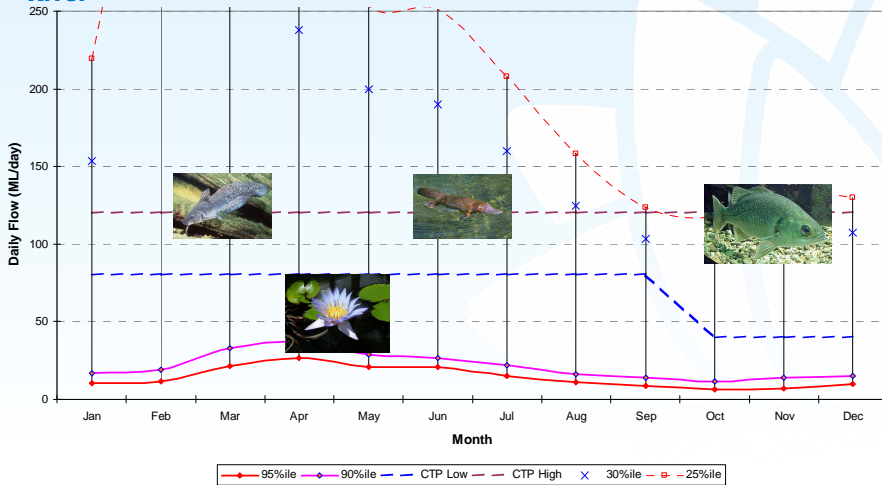 250
200
150
100
50
0
Daily Flow (ML/day)
Jan Feb Mar Apr May Jun Jul Aug Sep Oct Nov Dec
Month
95%ile 90%ile CTP Low CTP High 30%ile 25%ile